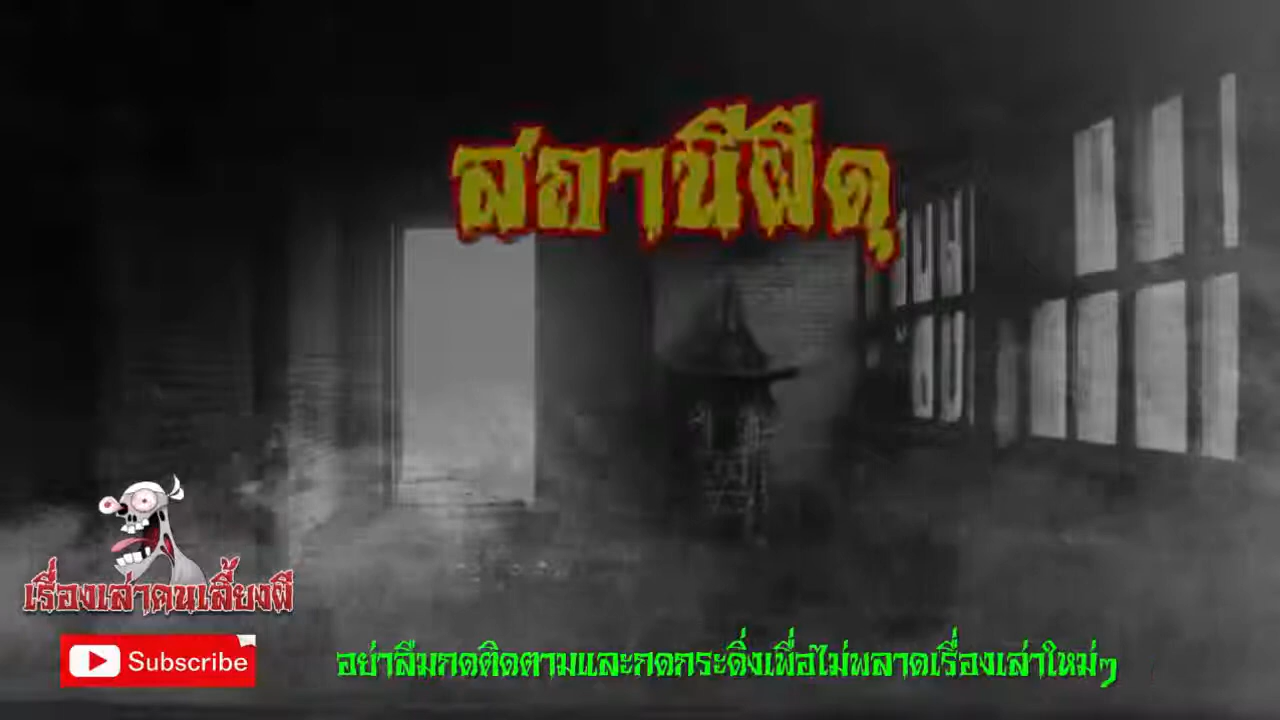 สถานีผีดุ
เรื่องเล่าคนเลี้ยงผี
Subscribe
อย่าลืมกดติดตามและกดกระดิ่งเพื่อไม่พลาดเรื่องเล่าใหม่ๆ